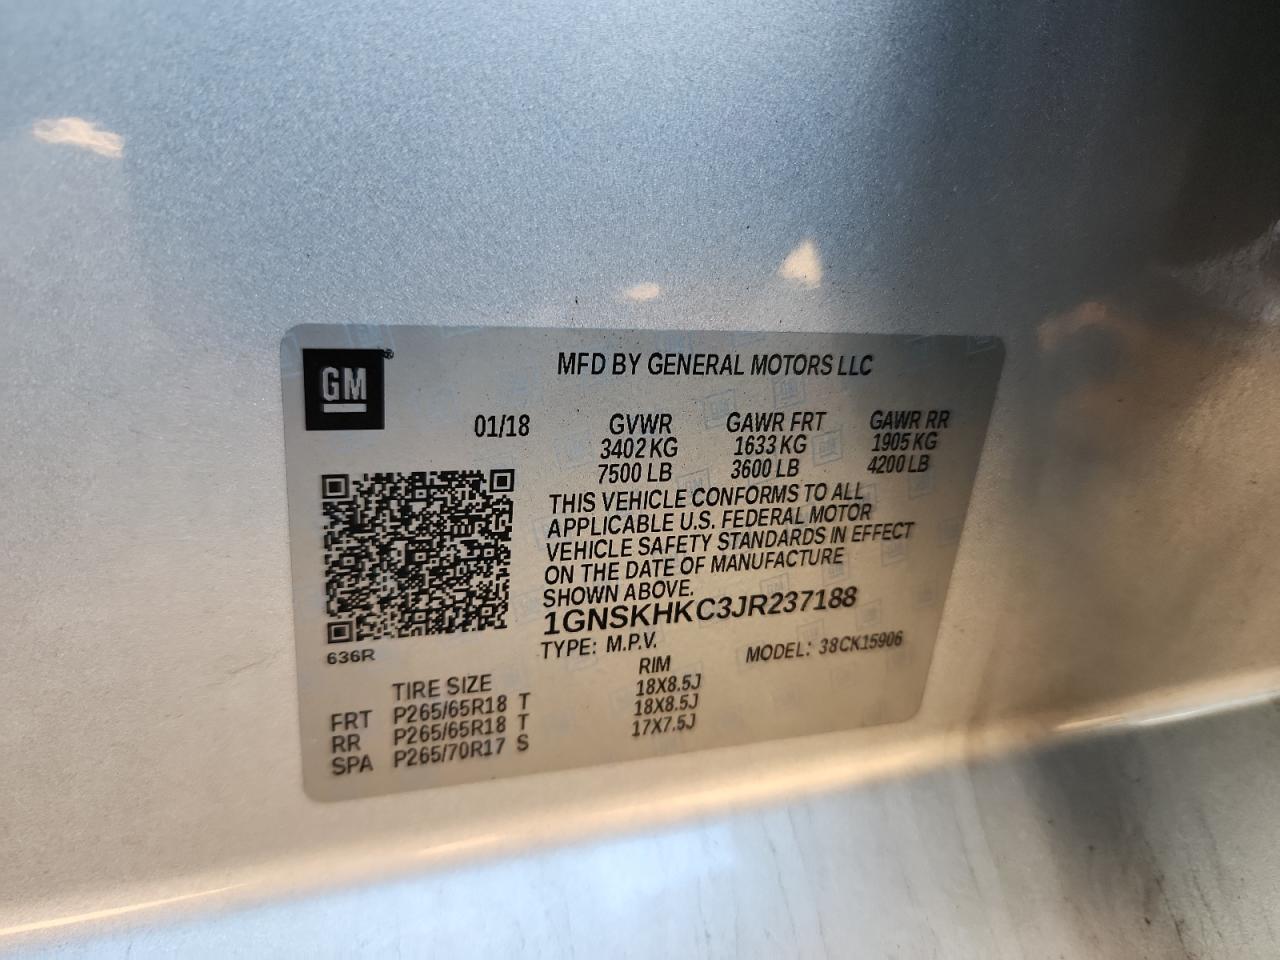 GM®
MFD BY GENERAL MOTORS LLC
01/18 GVWR GAWR FRT GAWR RR
3402 KG 1633 KG 1905 KG
7500 LB 3600 LB 4200 LB
THIS VEHICLE CONFORMS TO ALL
APPLICABLE U.S. FEDERAL MOTOR
VEHICLE SAFETY STANDARDS IN EFFECT
ON THE DATE OF MANUFACTURE
SHOWN ABOVE.
1GNSKHKC3JR237188
TYPE: M.P.V. MODEL: 38CK15906
636R
TIRE SIZE RIM
FRT P265/65R18 T 18X8.5J
RR P265/65R18 T 18X8.5J
SPA P265/70R17 S 17X7.5J